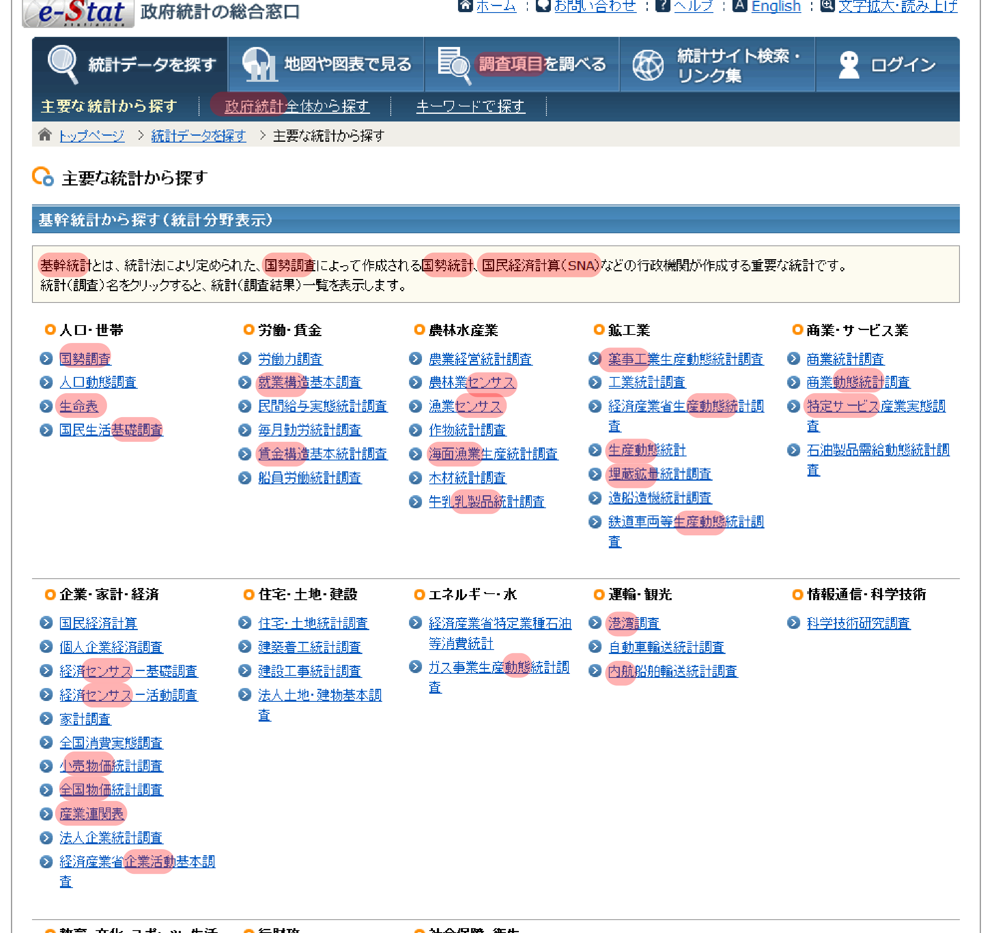 e-Stat 政府統計の総合窓口
ホーム : お問い合わせ : ヘルプ : English : 文字拡大・読み上げ
統計データを探す 地図や図表で見る 調査項目を調べる 統計サイト検索・
リンク集 ログイン
主要な統計から探す 政府統計全体から探す キーワードで探す
トップページ > 統計データを探す > 主要な統計から探す
主要な統計から探す
基幹統計から探す(統計分野表示)
基幹統計とは、統計法により定められた、国勢調査によって作成される国勢統計、国民経済計算(SNA)などの行政機関が作成する重要な統計です。
統計(調査)名をクリックすると、統計(調査結果)一覧を表示します。
人口・世帯
国勢調査
人口動態調査
生命表
国民生活基礎調査
労働・賃金
労働力調査
就業構造基本調査
民間給与実態統計調査
毎月勤労統計調査
賃金構造基本統計調査
船員労働統計調査
農林水産業
農業経営統計調査
農林業センサス
漁業センサス
作物統計調査
海面漁業生産統計調査
木材統計調査
牛乳乳製品統計調査
鉱工業
薬事工業生産動態統計調査
工業統計調査
経済産業省生産動態統計調
査
生産動態統計
埋蔵鉱量統計調査
造船造機統計調査
鉄道車両等生産動態統計調
査
商業・サービス業
商業統計調査
商業動態統計調査
特定サービス産業実態調
査
石油製品需給動態統計調
査
企業・家計・経済
国民経済計算
個人企業経済調査
経済センサス－基礎調査
経済センサス－活動調査
家計調査
全国消費実態調査
小売物価統計調査
全国物価統計調査
産業連関表
法人企業統計調査
経済産業省企業活動基本調
査
住宅・土地・建設
住宅・土地統計調査
建築着工統計調査
建設工事統計調査
法人土地・建物基本調
査
エネルギー・水
経済産業省特定業種石油
等消費統計
ガス事業生産動態統計調
査
運輸・観光
港湾調査
自動車輸送統計調査
内航船舶輸送統計調査
情報通信・科学技術
科学技術研究調査
教育・文化・スポーツ・生活 行財政 社会保障・衛生